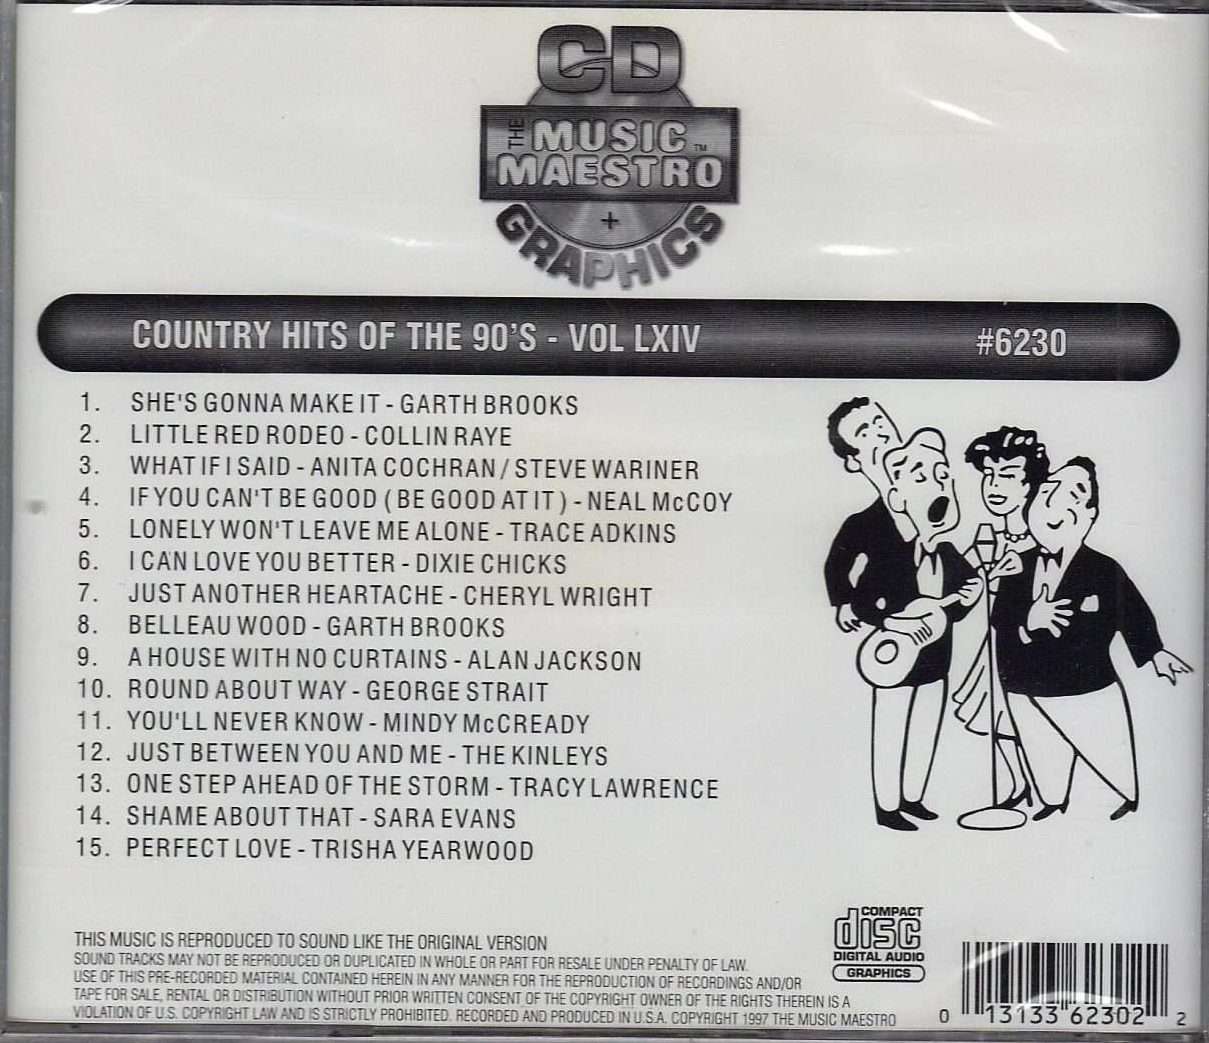 CD
THE MUSIC MAESTRO™
+
GRAPHICS
COUNTRY HITS OF THE 90'S - VOL LXIV #6230
1. SHE'S GONNA MAKE IT - GARTH BROOKS
2. LITTLE RED RODEO - COLLIN RAYE
3. WHAT IF I SAID - ANITA COCHRAN / STEVE WARINER
4. IF YOU CAN'T BE GOOD ( BE GOOD AT IT ) - NEAL McCOY
5. LONELY WON'T LEAVE ME ALONE - TRACE ADKINS
6. I CAN LOVE YOU BETTER - DIXIE CHICKS
7. JUST ANOTHER HEARTACHE - CHERYL WRIGHT
8. BELLEAU WOOD - GARTH BROOKS
9. A HOUSE WITH NO CURTAINS - ALAN JACKSON
10. ROUND ABOUT WAY - GEORGE STRAIT
11. YOU'LL NEVER KNOW - MINDY McCREADY
12. JUST BETWEEN YOU AND ME - THE KINLEYS
13. ONE STEP AHEAD OF THE STORM - TRACY LAWRENCE
14. SHAME ABOUT THAT - SARA EVANS
15. PERFECT LOVE - TRISHA YEARWOOD
THIS MUSIC IS REPRODUCED TO SOUND LIKE THE ORIGINAL VERSION
SOUND TRACKS MAY NOT BE REPRODUCED OR DUPLICATED IN WHOLE OR PART FOR RESALE UNDER PENALTY OF LAW.
USE OF THIS PRE-RECORDED MATERIAL CONTAINED HEREIN IN ANY MANNER FOR THE REPRODUCTION OF RECORDINGS AND/OR
TAPE FOR SALE, RENTAL OR DISTRIBUTION WITHOUT PRIOR WRITTEN CONSENT OF THE COPYRIGHT OWNER OF THE RIGHTS THEREIN IS A
VIOLATION OF U.S. COPYRIGHT LAW AND IS STRICTLY PROHIBITED. RECORDED AND PRODUCED IN U.S.A. COPYRIGHT 1997 THE MUSIC MAESTRO
COMPACT
disc
DIGITAL AUDIO
GRAPHICS
0 13133 62302 2